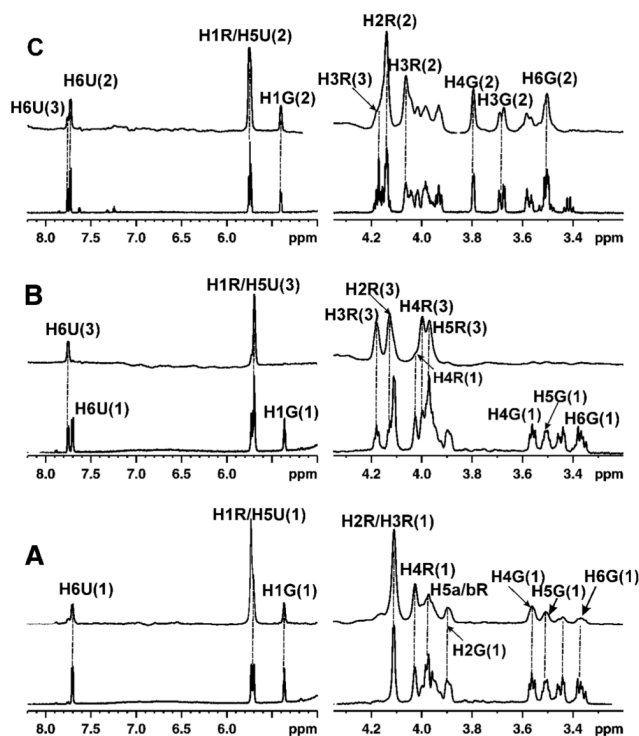 C
H6U(3)
H6U(2)
H1R/H5U(2)
H1G(2)
H2R(2)
H3R(3)
H3R(2)
H4G(2)
H3G(2)
H6G(2)
8.0 7.5 7.0 6.5 6.0 5.5 ppm
4.2 4.0 3.8 3.6 3.4 ppm
B
H6U(3)
H6U(1)
H1R/H5U(3)
H1G(1)
H2R(3)
H3R(3)
H4R(3)
H5R(3)
H4R(1)
H4G(1)
H5G(1)
H6G(1)
8.0 7.5 7.0 6.5 6.0 ppm
4.2 4.0 3.8 3.6 3.4 ppm
A
H6U(1)
H1R/H5U(1)
H1G(1)
H2R/H3R(1)
H4R(1)
H5a/bR
H2G(1)
H4G(1)
H5G(1)
H6G(1)
8.0 7.5 7.0 6.5 6.0 ppm
4.2 4.0 3.8 3.6 3.4 ppm